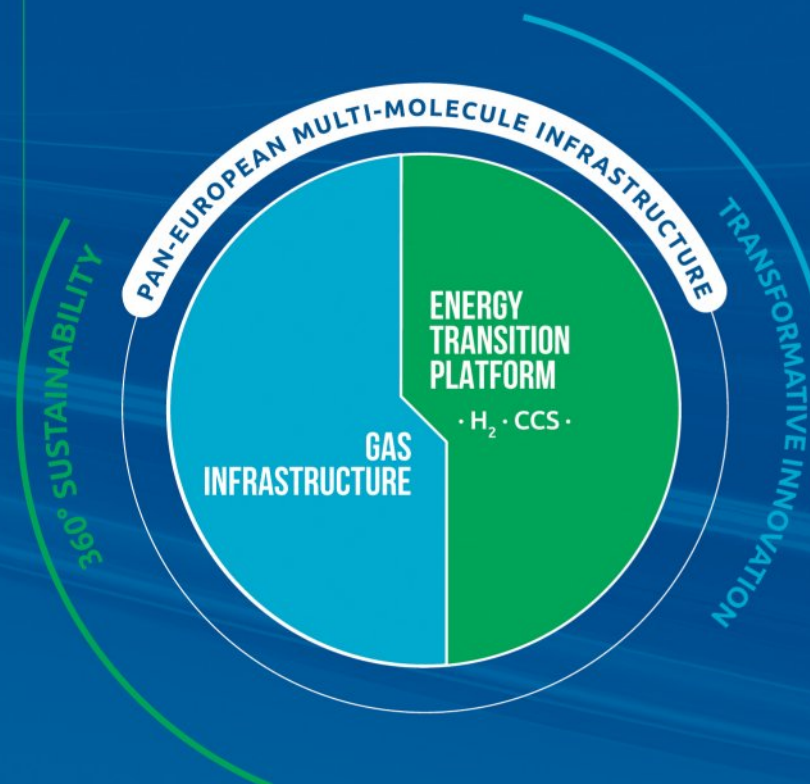 PAN-EUROPEAN MULTI-MOLECULE INFRASTRUCTURE
TRANSFORMATIVE INNOVATION
360° SUSTAINABILITY
ENERGY
TRANSITION
PLATFORM
· H₂ · CCS ·
GAS
INFRASTRUCTURE